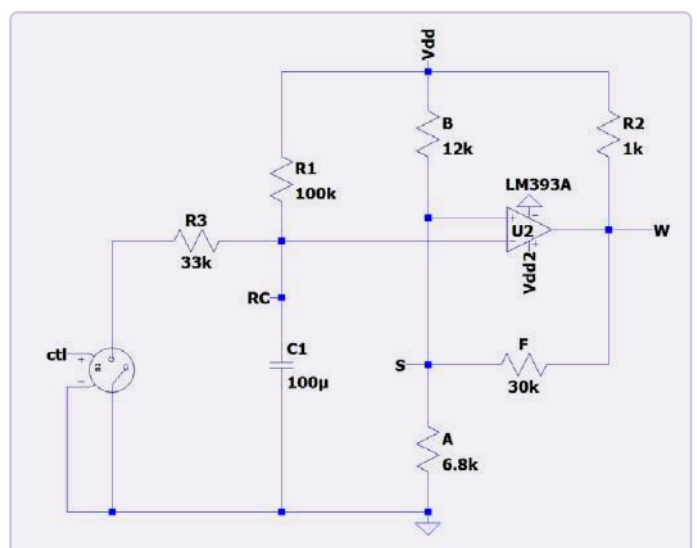 Vdd
B
12k
R2
1k
R1
100k
LM393A
+
-
U2
-
+
W
R3
33k
Vdd2
RC
ctl
+
-
S1
C1
100µ
S
F
30k
A
6.8k